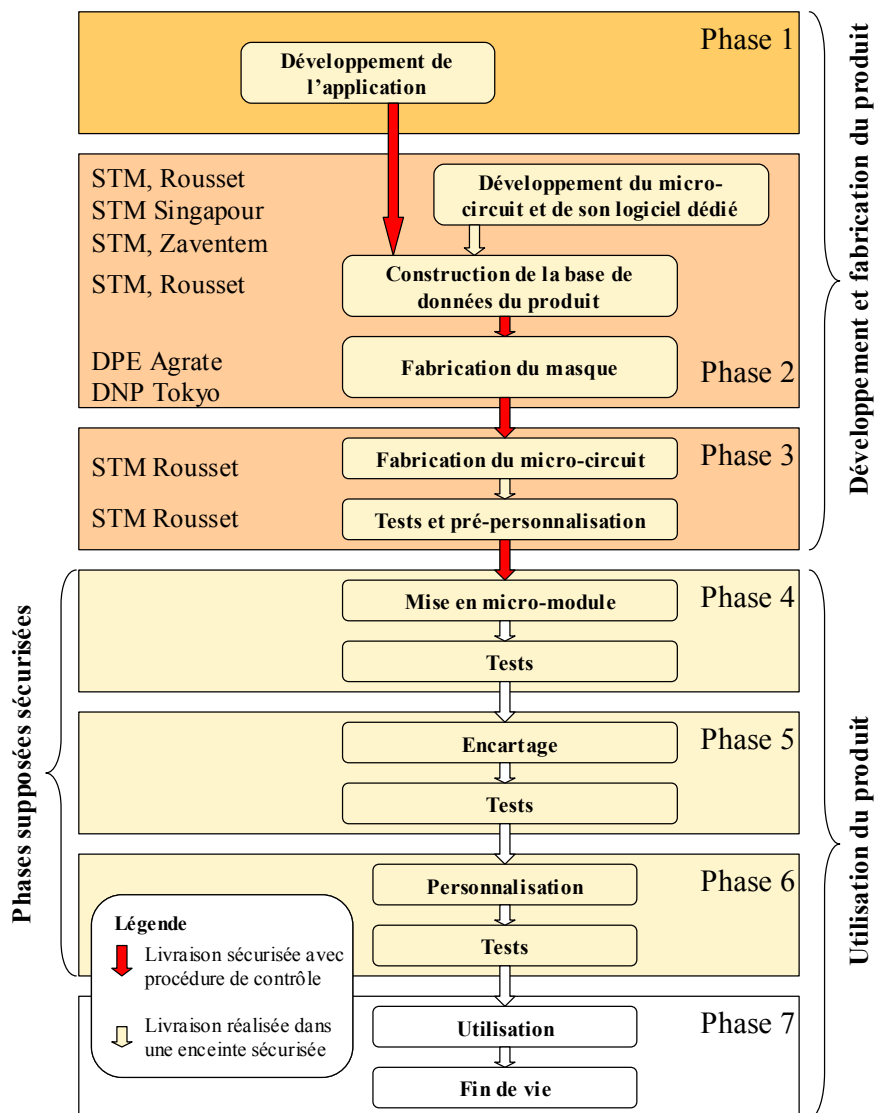 Phase 1
Développement de
l'application
Développement et fabrication du produit
STM, Rousset
STM Singapour
STM, Zaventem
STM, Rousset
Développement du micro-
circuit et de son logiciel dédié
Construction de la base de
données du produit
DPE Agrate
DNP Tokyo
Fabrication du masque
Phase 2
Phase 3
STM Rousset
Fabrication du micro-circuit
STM Rousset
Tests et pré-personnalisation
Phases supposées sécurisées
Phase 4
Mise en micro-module
Tests
Phase 5
Encartage
Tests
Utilisation du produit
Phase 6
Personnalisation
Tests
Légende
Livraison sécurisée avec
procédure de contrôle
Livraison réalisée dans
une enceinte sécurisée
Phase 7
Utilisation
Fin de vie